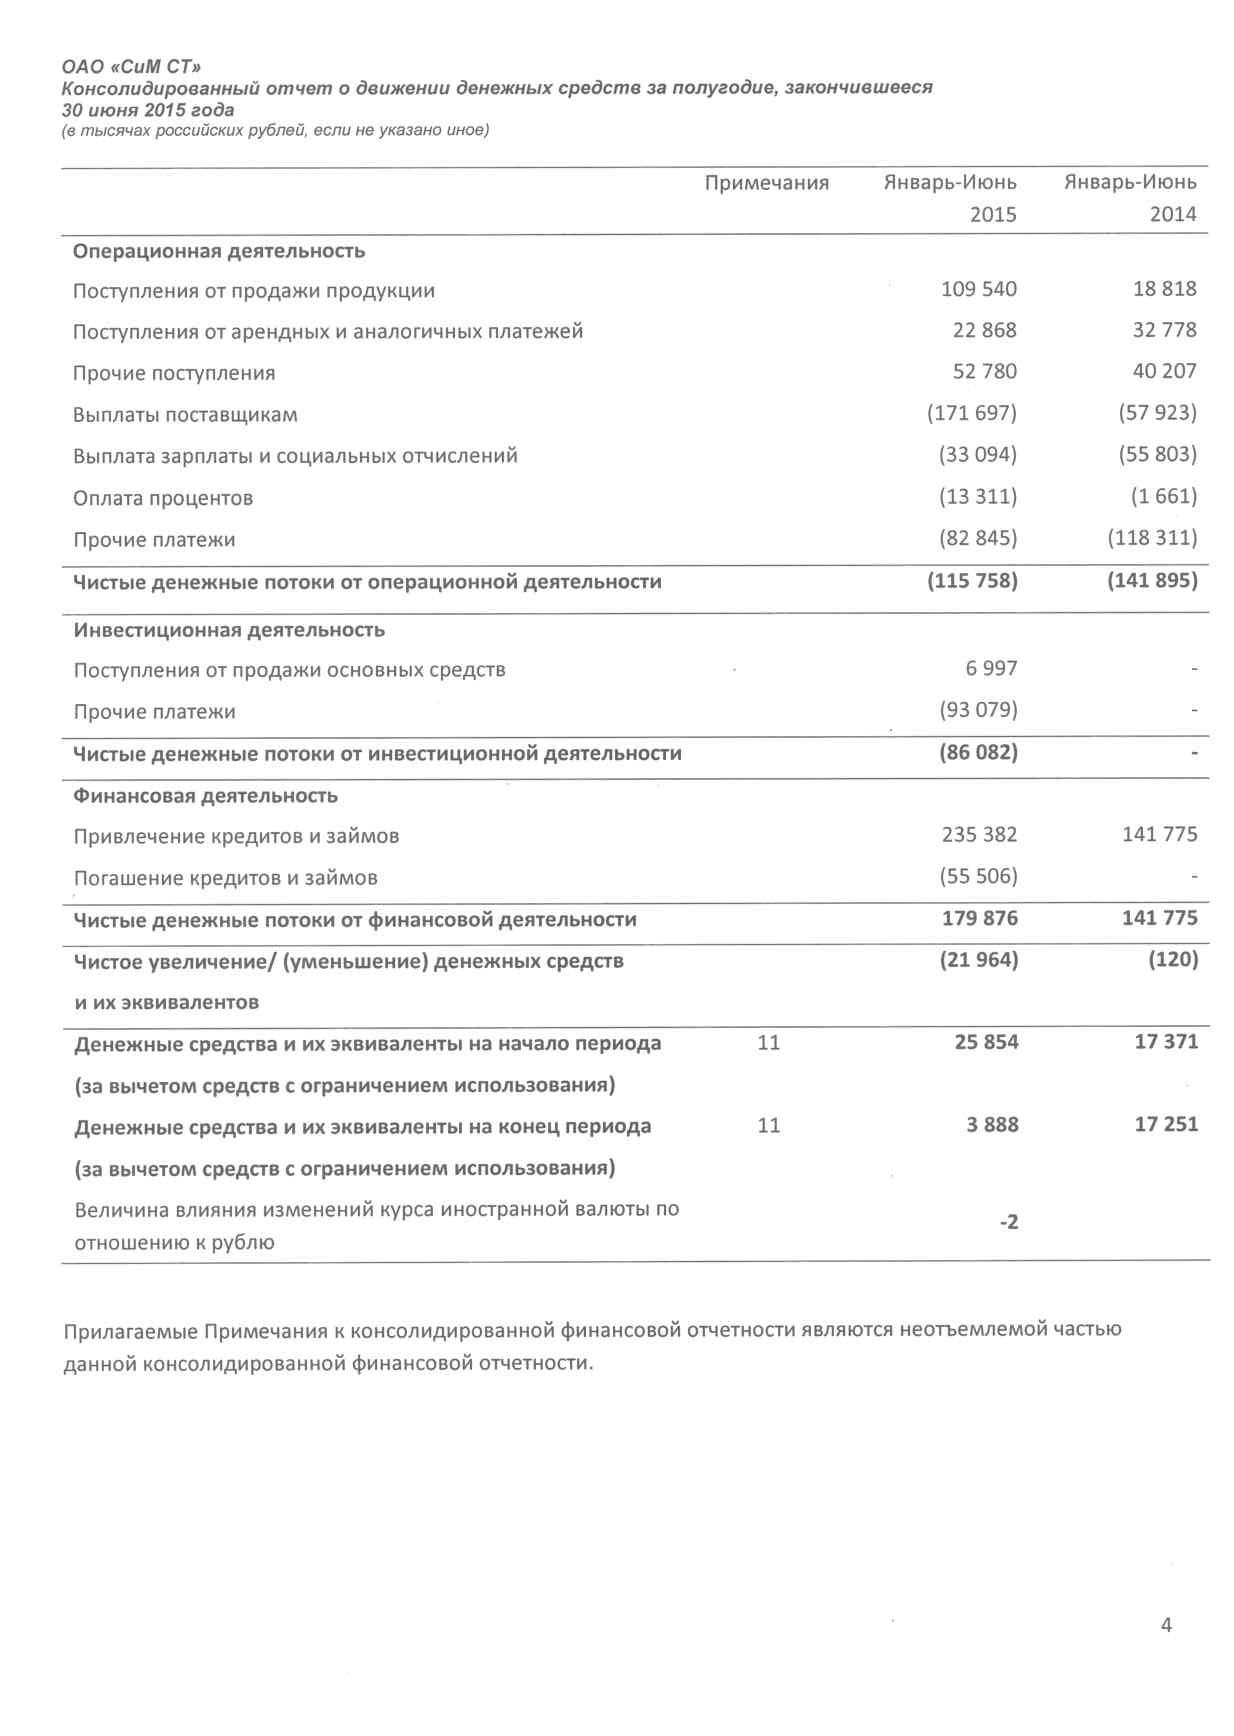 ОАО «СиМ СТ»
Консолидированный отчет о движении денежных средств за полугодие, закончившееся
30 июня 2015 года
(в тысячах российских рублей, если не указано иное)
Примечания Январь-Июнь Январь-Июнь
2015 2014
Операционная деятельность
Поступления от продажи продукции 109 540 18 818
Поступления от арендных и аналогичных платежей 22 868 32 778
Прочие поступления 52 780 40 207
Выплаты поставщикам (171 697) (57 923)
Выплата зарплаты и социальных отчислений (33 094) (55 803)
Оплата процентов (13 311) (1 661)
Прочие платежи (82 845) (118 311)
Чистые денежные потоки от операционной деятельности (115 758) (141 895)
Инвестиционная деятельность
Поступления от продажи основных средств 6 997 -
Прочие платежи (93 079) -
Чистые денежные потоки от инвестиционной деятельности (86 082) -
Финансовая деятельность
Привлечение кредитов и займов 235 382 141 775
Погашение кредитов и займов (55 506) -
Чистые денежные потоки от финансовой деятельности 179 876 141 775
Чистое увеличение/ (уменьшение) денежных средств (21 964) (120)
и их эквивалентов
Денежные средства и их эквиваленты на начало периода 11 25 854 17 371
(за вычетом средств с ограничением использования)
Денежные средства и их эквиваленты на конец периода 11 3 888 17 251
(за вычетом средств с ограничением использования)
Величина влияния изменений курса иностранной валюты по
отношению к рублю -2
Прилагаемые Примечания к консолидированной финансовой отчетности являются неотъемлемой частью
данной консолидированной финансовой отчетности.
4